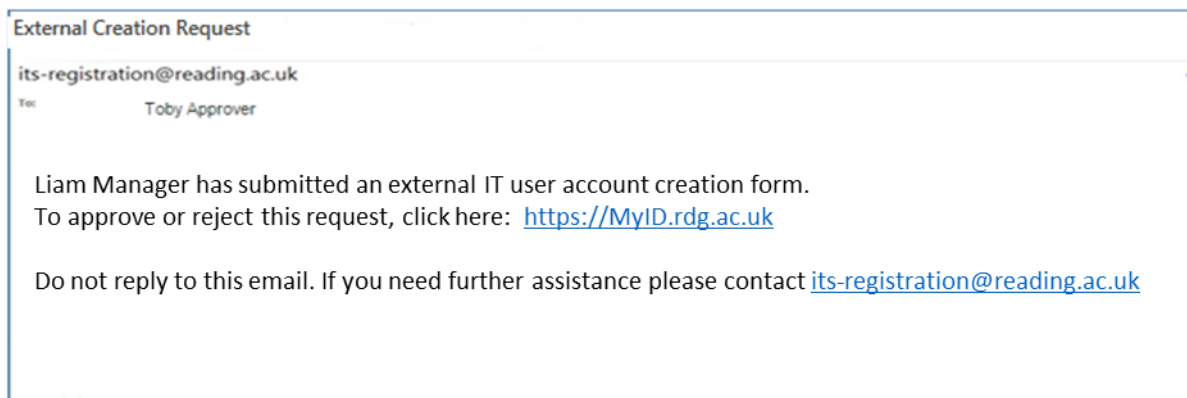 External Creation Request
its-registration@reading.ac.uk
To: Toby Approver
Liam Manager has submitted an external IT user account creation form.
To approve or reject this request, click here: https://MyID.rdg.ac.uk
Do not reply to this email. If you need further assistance please contact its-registration@reading.ac.uk